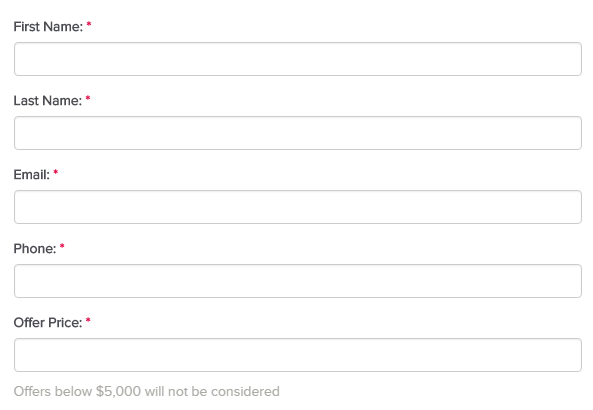 First Name: *
Last Name: *
Email: *
Phone: *
Offer Price: *
Offers below $5,000 will not be considered